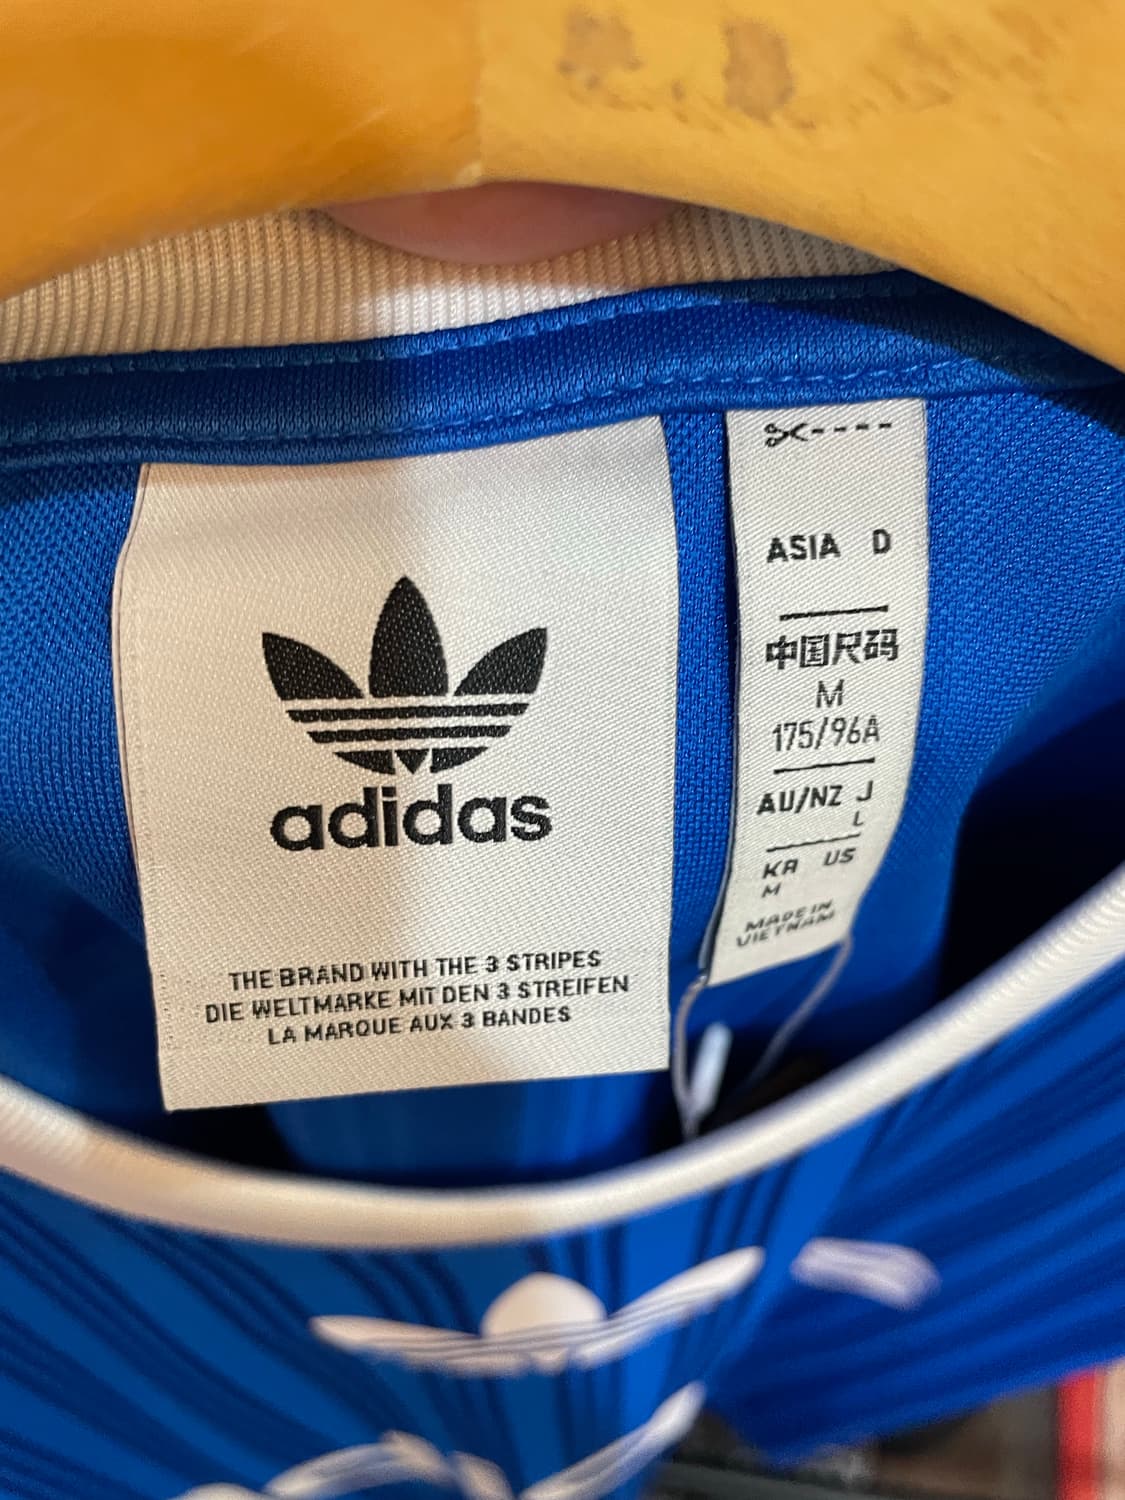 adidas
THE BRAND WITH THE 3 STRIPES
DIE WELTMARKE MIT DEN 3 STREIFEN
LA MARQUE AUX 3 BANDES
ASIA D
中国尺码
M
175/96A
AU/NZ J
L
KR US
M
MADE IN
VIETNAM